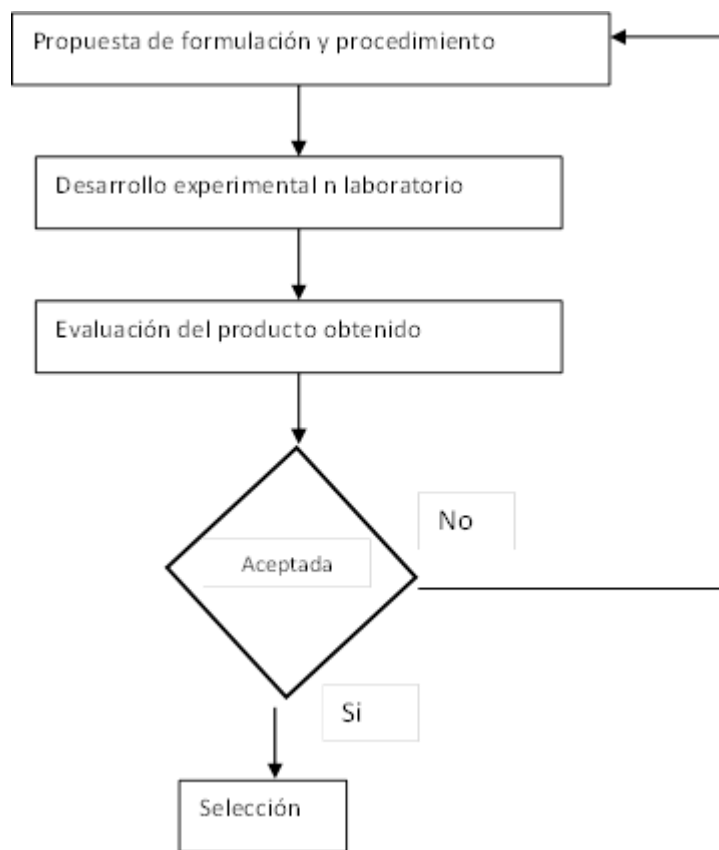 Propuesta de formulación y procedimiento
Desarrollo experimental n laboratorio
Evaluación del producto obtenido
Aceptada
No
Si
Selección